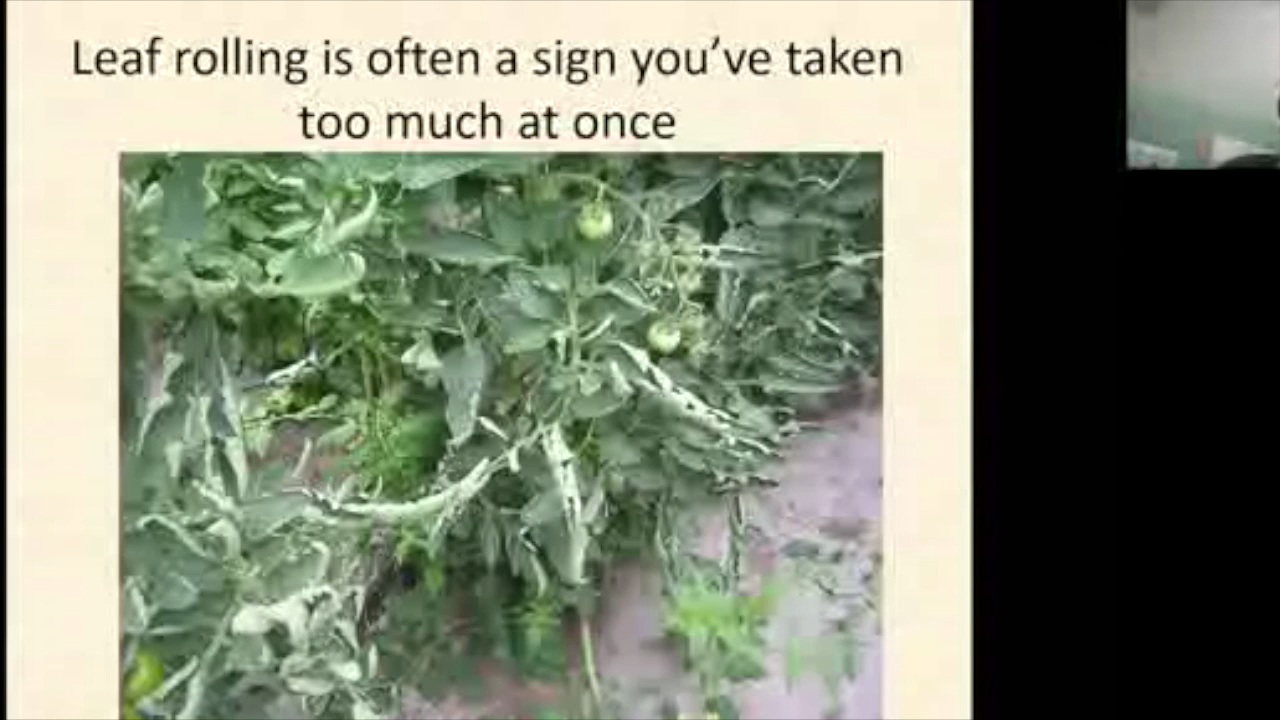 Leaf rolling is often a sign you’ve taken
too much at once